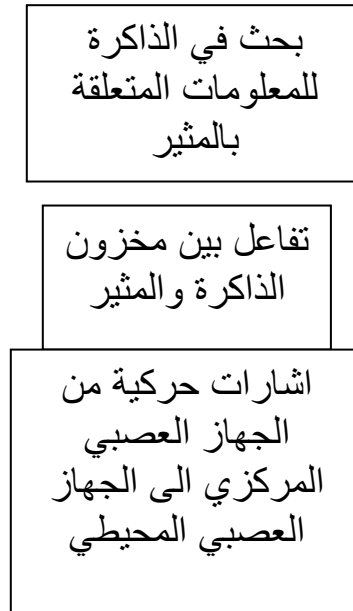 بحث في الذاكرة
للمعلومات المتعلقة
بالمثير
تفاعل بين مخزون
الذاكرة والمثير
اشارات حركية من
الجهاز العصبي
المركزي الى الجهاز
العصبي المحيطي